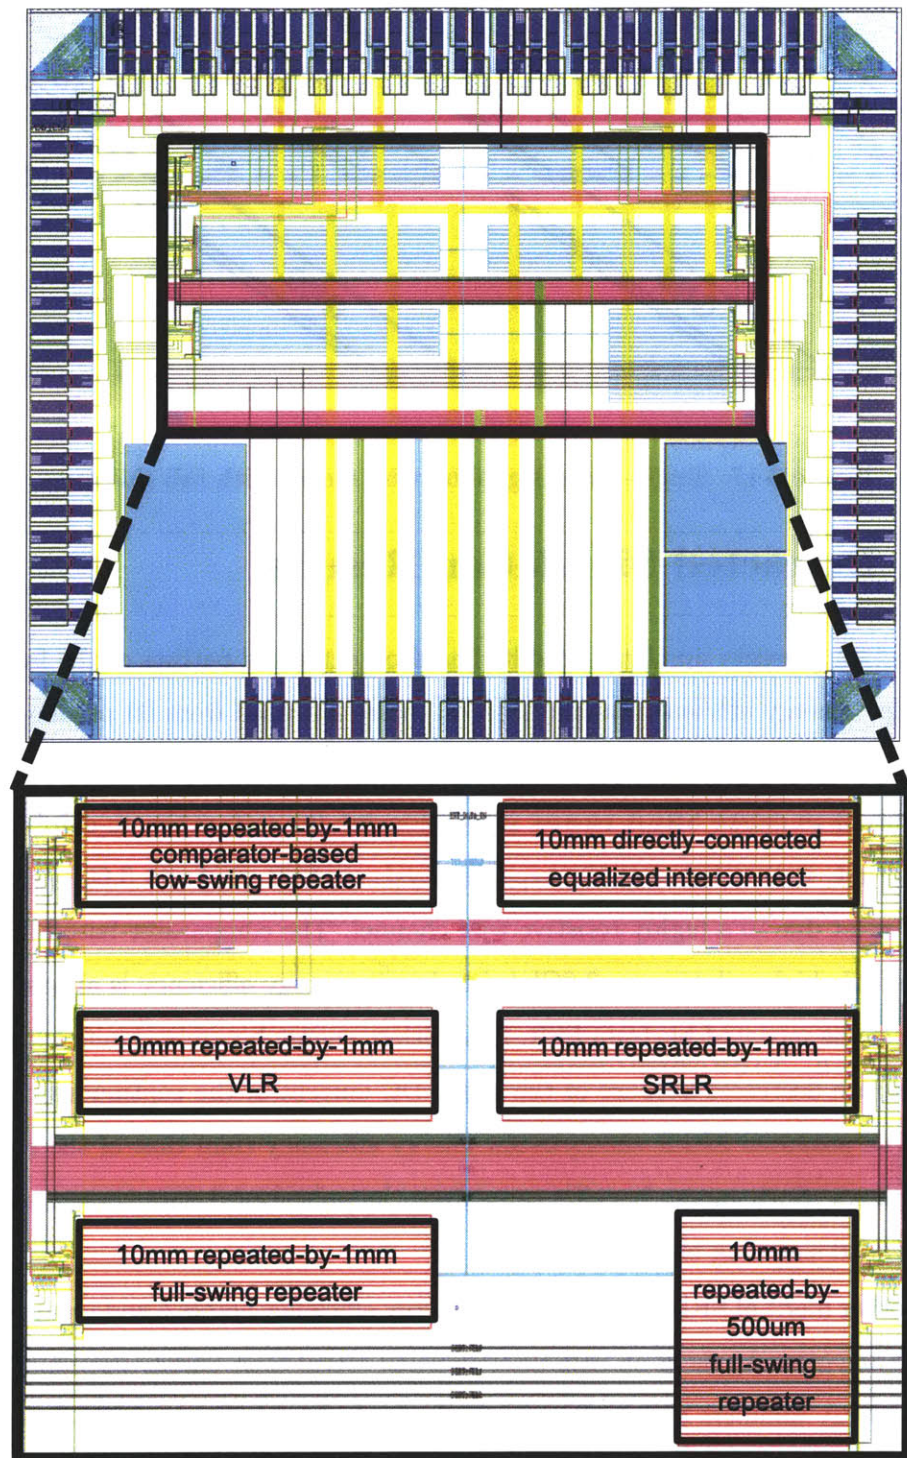 10mm repeated-by-1mm
comparator-based
low-swing repeater
10mm directly-connected
equalized interconnect
10mm repeated-by-1mm
VLR
10mm repeated-by-1mm
SRLR
10mm repeated-by-1mm
full-swing repeater
10mm
repeated-by-
500um
full-swing
repeater